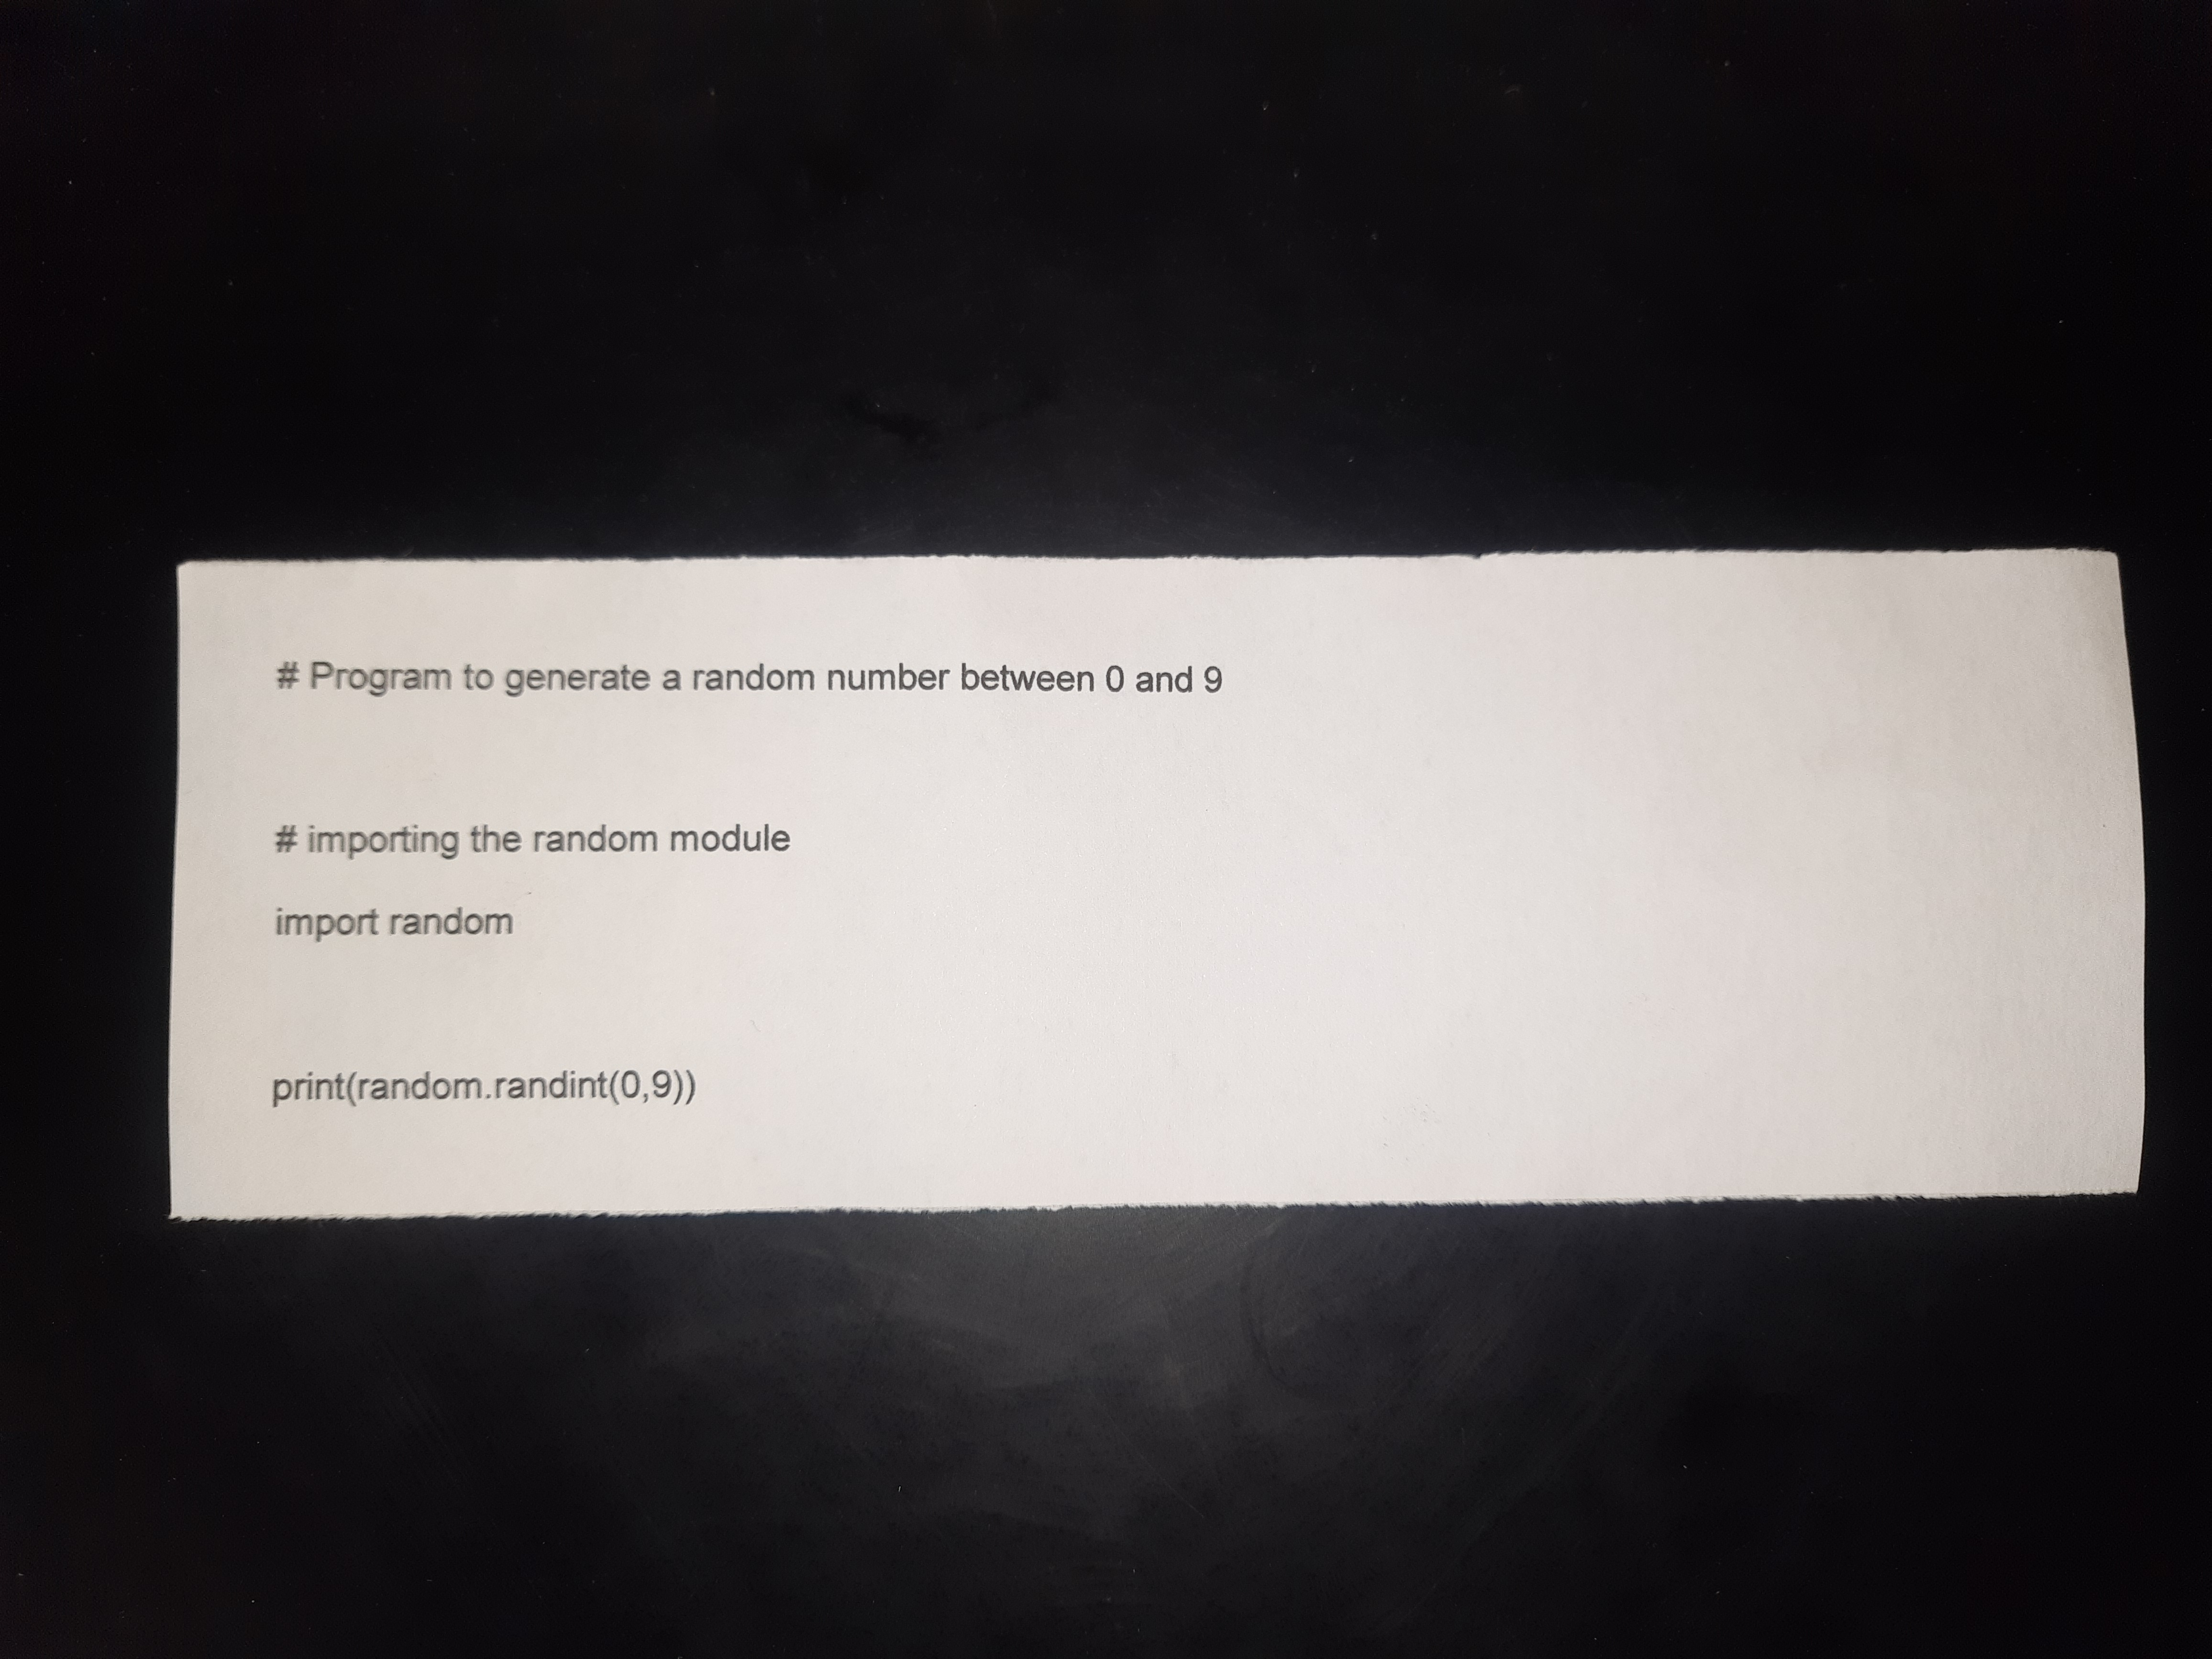 # Program to generate a random number between 0 and 9
# importing the random module
import random
print(random.randint(0,9))